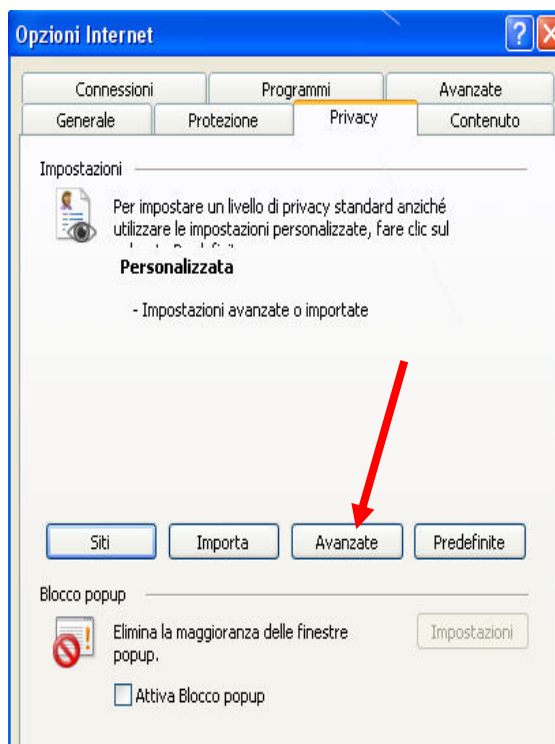 Opzioni Internet
Connessioni Programmi Avanzate
Generale Protezione Privacy Contenuto
Impostazioni
Per impostare un livello di privacy standard anziché
utilizzare le impostazioni personalizzate, fare clic sul
Personalizzata
- Impostazioni avanzate o importate
Siti Importa Avanzate Predefinite
Blocco popup
Elimina la maggioranza delle finestre
popup.
Impostazioni
Attiva Blocco popup